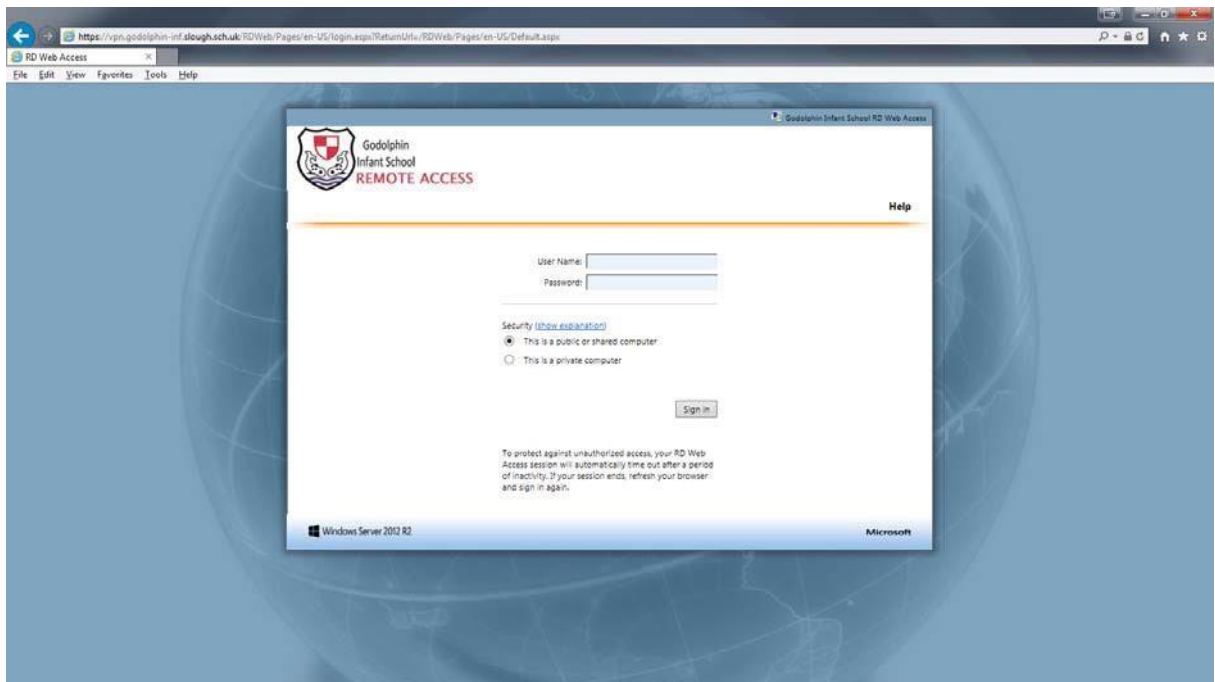 https://vpn.godolphin-inf.slough.sch.uk/RDWeb/Pages/en-US/login.aspx?ReturnUrl=/RDWeb/Pages/en-US/Default.aspx
RD Web Access
File Edit View Favorites Tools Help
Godolphin Infant School RD Web Access
Godolphin
Infant School
REMOTE ACCESS
Help
User Name:
Password:
Security (show explanation)
This is a public or shared computer
This is a private computer
Sign in
To protect against unauthorized access, your RD Web
Access session will automatically time out after a period
of inactivity. If your session ends, refresh your browser
and sign in again.
Windows Server 2012 R2
Microsoft